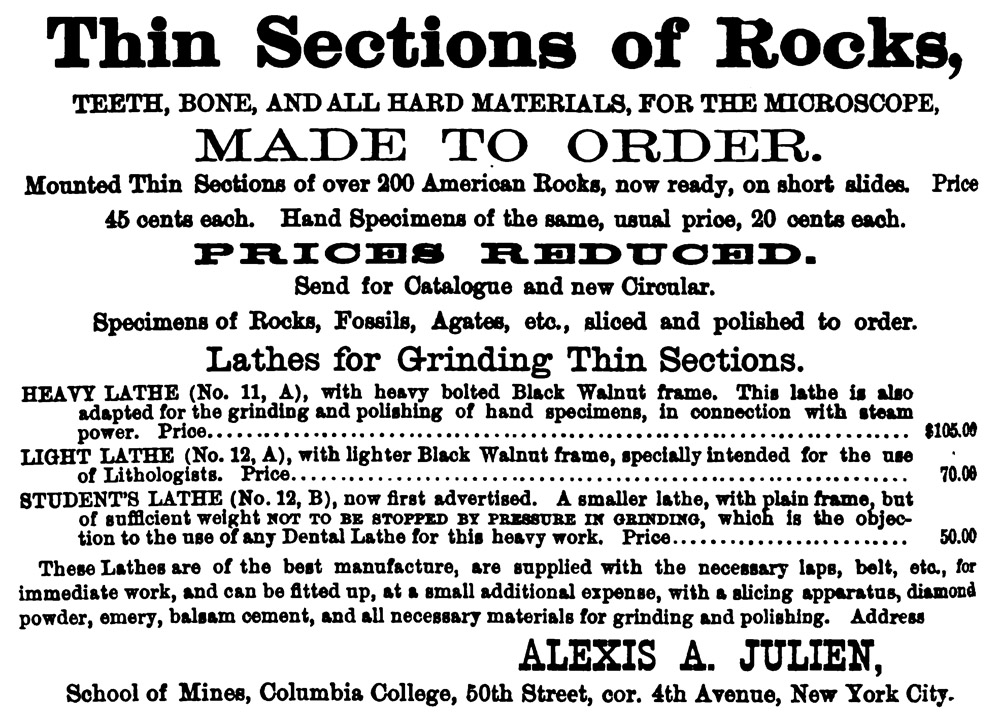 Thin Sections of Rocks,
TEETH, BONE, AND ALL HARD MATERIALS, FOR THE MICROSCOPE,
MADE TO ORDER.
Mounted Thin Sections of over 200 American Rocks, now ready, on short slides. Price
45 cents each. Hand Specimens of the same, usual price, 20 cents each.
PRICES REDUCED.
Send for Catalogue and new Circular.
Specimens of Rocks, Fossils, Agates, etc., sliced and polished to order.
Lathes for Grinding Thin Sections.
HEAVY LATHE (No. 11, A), with heavy bolted Black Walnut frame. This lathe is also
adapted for the grinding and polishing of hand specimens, in connection with steam
power. Price........................................................................ $105.00
LIGHT LATHE (No. 12, A), with lighter Black Walnut frame, specially intended for the use
of Lithologists. Price................................................................ 70.00
STUDENT'S LATHE (No. 12, B), now first advertised. A smaller lathe, with plain frame, but
of sufficient weight NOT TO BE STOPPED BY PRESSURE IN GRINDING, which is the objec-
tion to the use of any Dental Lathe for this heavy work. Price........................ 50.00
These Lathes are of the best manufacture, are supplied with the necessary laps, belt, etc., for
immediate work, and can be fitted up, at a small additional expense, with a slicing apparatus, diamond
powder, emery, balsam cement, and all necessary materials for grinding and polishing. Address
ALEXIS A. JULIEN,
School of Mines, Columbia College, 50th Street, cor. 4th Avenue, New York City.